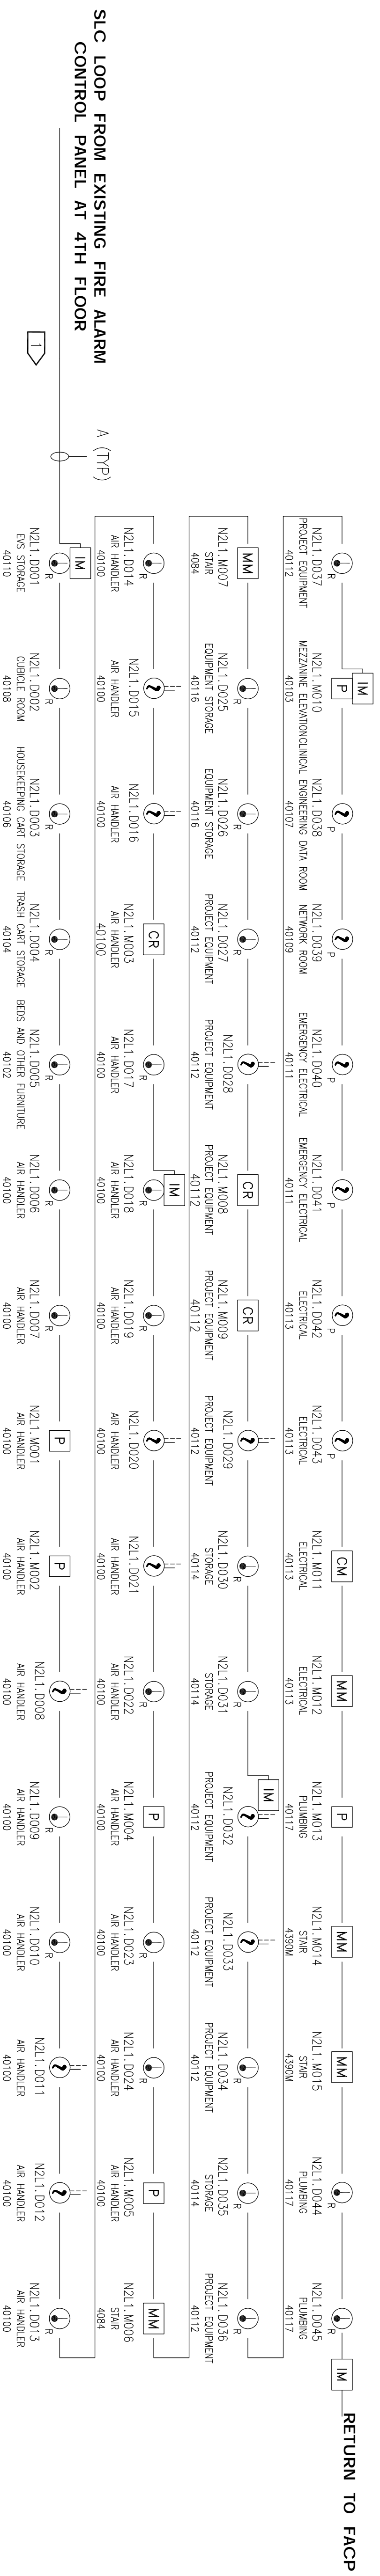 IM
R
N2L1.D037
PROJECT EQUIPMENT
40112
P
N2L1.M010
MEZZANINE ELEVATION
40103
P
N2L1.D038
CLINICAL ENGINEERING DATA ROOM
40107
P
N2L1.D039
NETWORK ROOM
40109
P
N2L1.D040
EMERGENCY ELECTRICAL
40111
P
N2L1.D041
EMERGENCY ELECTRICAL
40111
P
N2L1.D042
ELECTRICAL
40113
P
N2L1.D043
ELECTRICAL
40113
CM
N2L1.M011
ELECTRICAL
40113
MM
N2L1.M012
ELECTRICAL
40113
P
N2L1.M013
PLUMBING
40117
MM
N2L1.M014
STAIR
4390M
MM
N2L1.M015
STAIR
4390M
R
N2L1.D044
PLUMBING
40117
R
N2L1.D045
PLUMBING
40117
IM
RETURN TO FACP
MM
N2L1.M007
STAIR
4084
R
N2L1.D025
EQUIPMENT STORAGE
40116
R
N2L1.D026
EQUIPMENT STORAGE
40116
R
N2L1.D027
PROJECT EQUIPMENT
40112
N2L1.D028
PROJECT EQUIPMENT
40112
CR
N2L1.M008
PROJECT EQUIPMENT
40112
CR
N2L1.M009
PROJECT EQUIPMENT
40112
N2L1.D029
PROJECT EQUIPMENT
40112
R
N2L1.D030
STORAGE
40114
R
N2L1.D031
STORAGE
40114
IM
N2L1.D032
PROJECT EQUIPMENT
40112
N2L1.D033
PROJECT EQUIPMENT
40112
R
N2L1.D034
PROJECT EQUIPMENT
40112
R
N2L1.D035
STORAGE
40114
R
N2L1.D036
PROJECT EQUIPMENT
40112
R
N2L1.D014
AIR HANDLER
40100
N2L1.D015
AIR HANDLER
40100
N2L1.D016
AIR HANDLER
40100
CR
N2L1.M003
AIR HANDLER
40100
R
N2L1.D017
AIR HANDLER
40100
IM
R
N2L1.D018
AIR HANDLER
40100
R
N2L1.D019
AIR HANDLER
40100
N2L1.D020
AIR HANDLER
40100
N2L1.D021
AIR HANDLER
40100
R
N2L1.D022
AIR HANDLER
40100
P
N2L1.M004
AIR HANDLER
40100
R
N2L1.D023
AIR HANDLER
40100
R
N2L1.D024
AIR HANDLER
40100
P
N2L1.M005
AIR HANDLER
40100
MM
N2L1.M006
STAIR
4084
SLC LOOP FROM EXISTING FIRE ALARM
CONTROL PANEL AT 4TH FLOOR
1
A (TYP)
IM
R
N2L1.D001
EVS STORAGE
40110
R
N2L1.D002
CUBICLE ROOM
40108
R
N2L1.D003
HOUSEKEEPING CART STORAGE
40106
R
N2L1.D004
TRASH CART STORAGE
40104
R
N2L1.D005
BEDS AND OTHER FURNITURE
40102
R
N2L1.D006
AIR HANDLER
40100
R
N2L1.D007
AIR HANDLER
40100
P
N2L1.M001
AIR HANDLER
40100
P
N2L1.M002
AIR HANDLER
40100
N2L1.D008
AIR HANDLER
40100
R
N2L1.D009
AIR HANDLER
40100
R
N2L1.D010
AIR HANDLER
40100
N2L1.D011
AIR HANDLER
40100
N2L1.D012
AIR HANDLER
40100
R
N2L1.D013
AIR HANDLER
40100